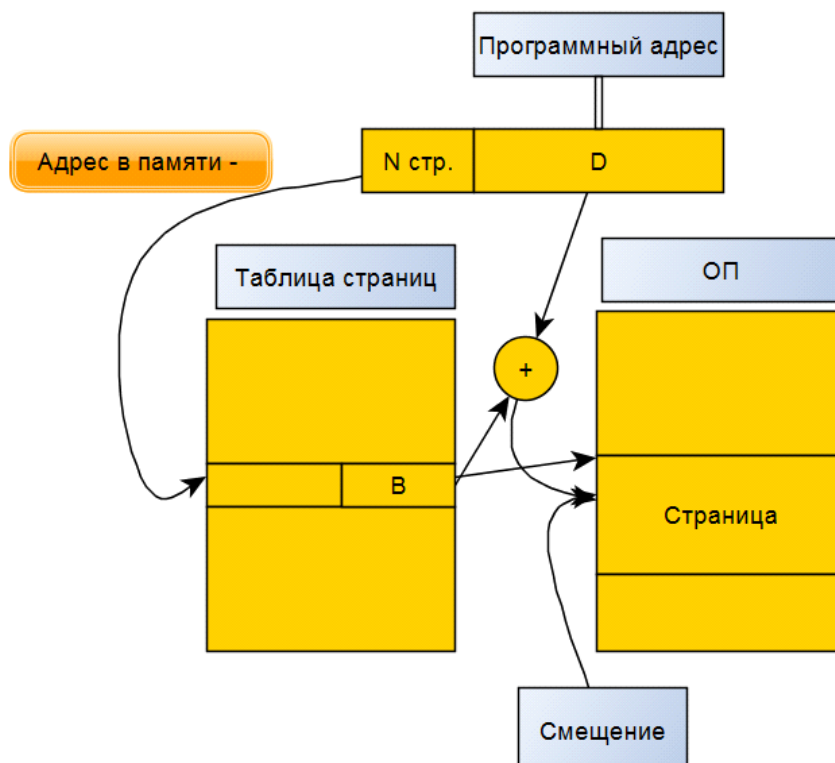 Программный адрес
Адрес в памяти -
N стр.
D
Таблица страниц
ОП
+
B
Страница
Смещение